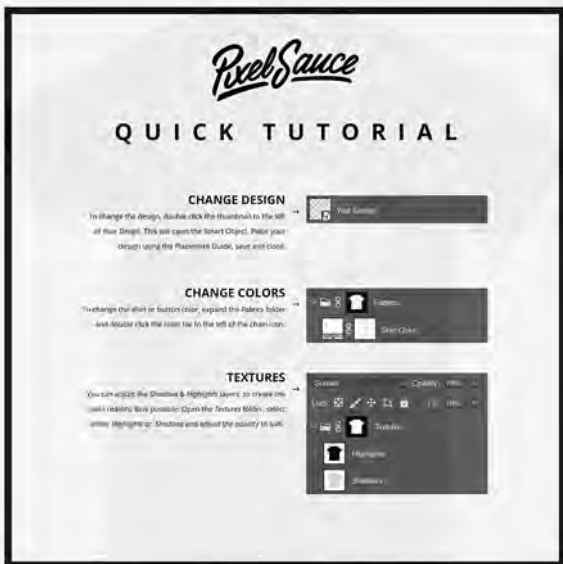 PixelSauce
QUICK TUTORIAL
CHANGE DESIGN
To change the design, double click the thumbnail to the left
of Your Design. This will open the Smart Object. Place your
design using the Placement Guide, save and close.
Your Design
CHANGE COLORS
To change the shirt or button color, expand the Fabrics folder
and double click the color tile to the left of the chain icon.
Fabrics
Shirt Color
TEXTURES
You can adjust the Shadows & Highlights layers, to create the
most realistic look possible. Open the Textures folder, select
either Highlights or Shadows and adjust the opacity to suit.
Screen
Opacity:
Lock:
Textures
Highlights
Shadows